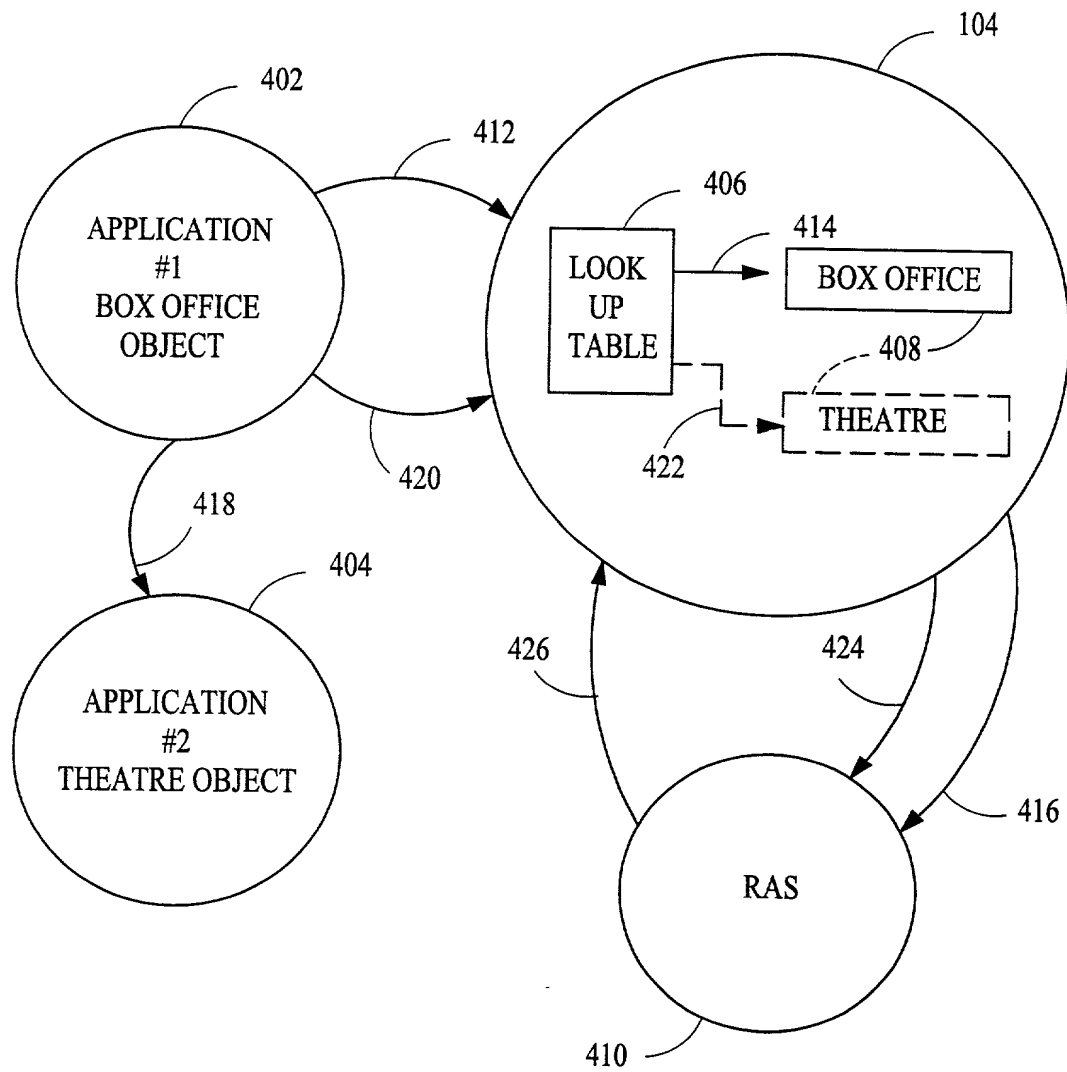 104
402
412
406
414
APPLICATION
#1
BOX OFFICE
OBJECT
LOOK
UP
TABLE
BOX OFFICE
408
THEATRE
422
420
418
404
426
424
APPLICATION
#2
THEATRE OBJECT
416
RAS
410